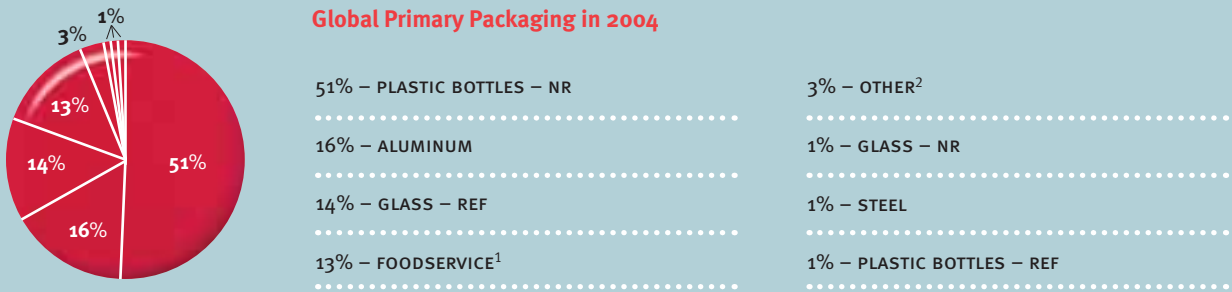 Global Primary Packaging in 2004
1%
3%
13%
14%
16%
51%
51% – PLASTIC BOTTLES – NR
16% – ALUMINUM
14% – GLASS – REF
13% – FOODSERVICE¹
3% – OTHER²
1% – GLASS – NR
1% – STEEL
1% – PLASTIC BOTTLES – REF